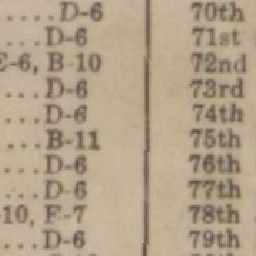 .....D-6 70th
....D-6 71st
E-6, B-10 72nd
....D-6 73rd
....D-6 74th
....B-11 75th
....D-6 76th
....D-6 77th
-10, F-7 78th
....D-6 79th